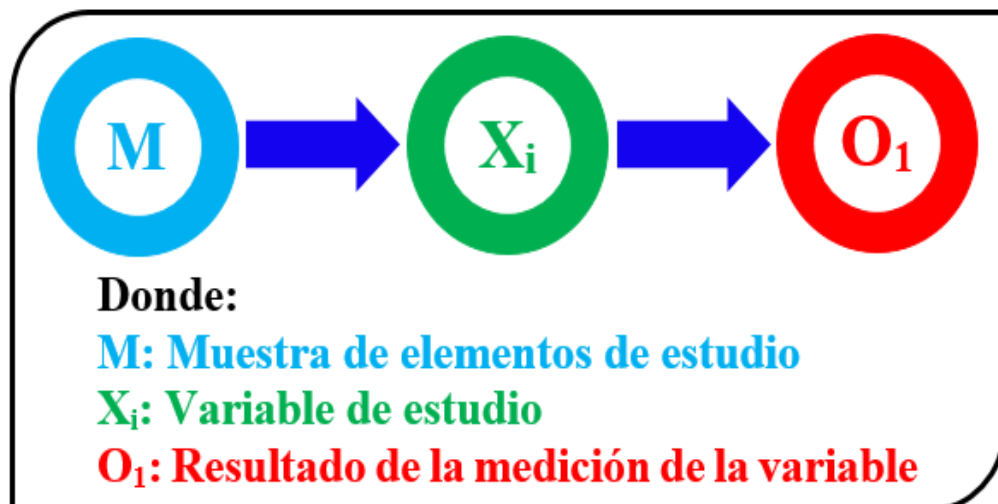 M Xi O1
Donde:
M: Muestra de elementos de estudio
Xi: Variable de estudio
O1: Resultado de la medición de la variable